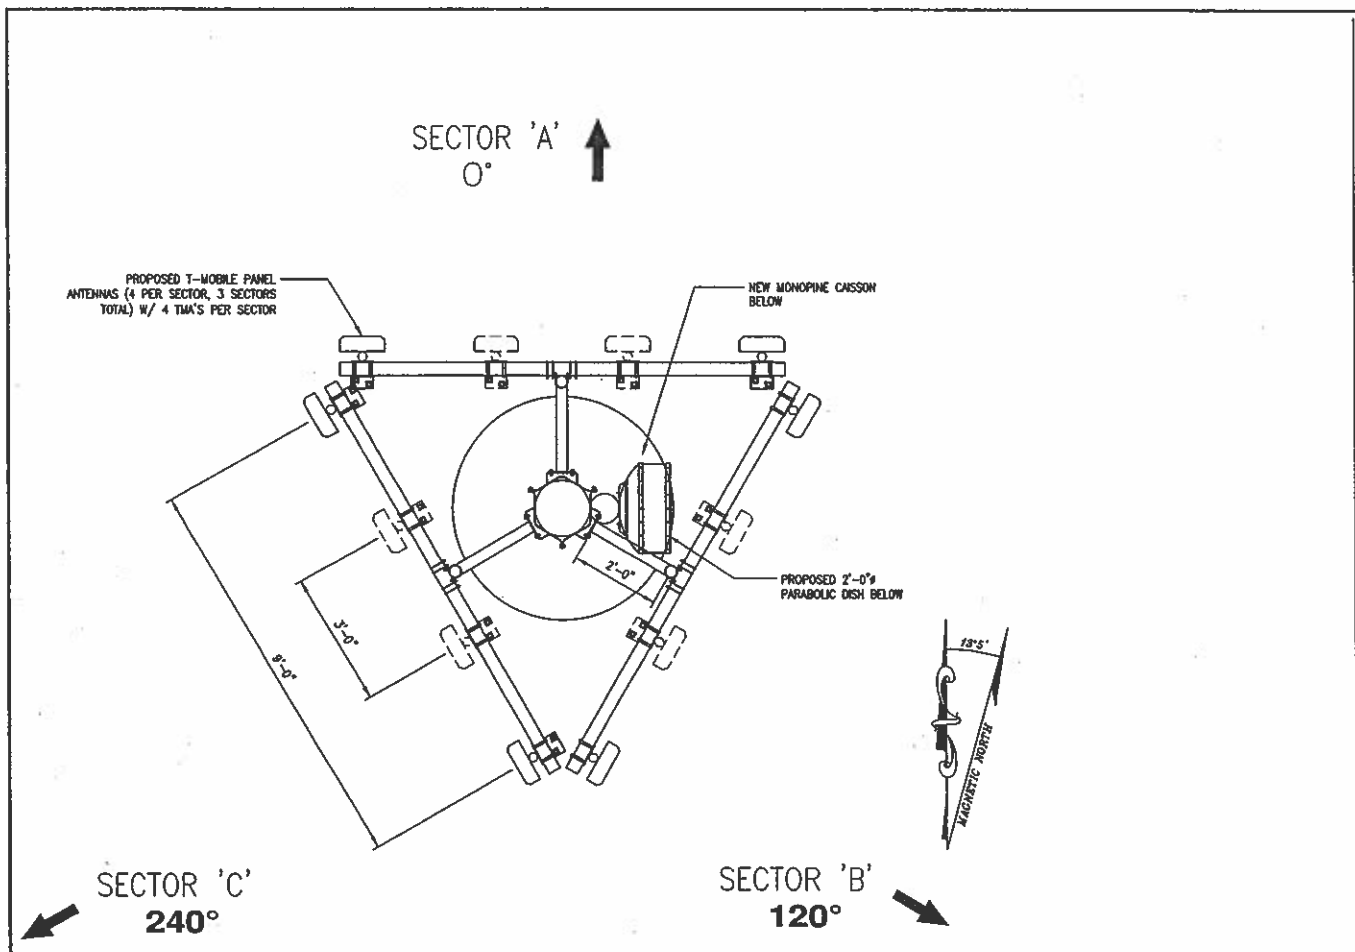 SECTOR 'A'
0°
PROPOSED T-MOBILE PANEL
ANTENNAS (4 PER SECTOR, 3 SECTORS
TOTAL) W/ 4 TMA'S PER SECTOR
NEW MONOPINE CAISSON
BELOW
2'-0"
PROPOSED 2'-0"ø
PARABOLIC DISH BELOW
3'-0"
9'-0"
13°5'
MAGNETIC NORTH
SECTOR 'C'
240°
SECTOR 'B'
120°